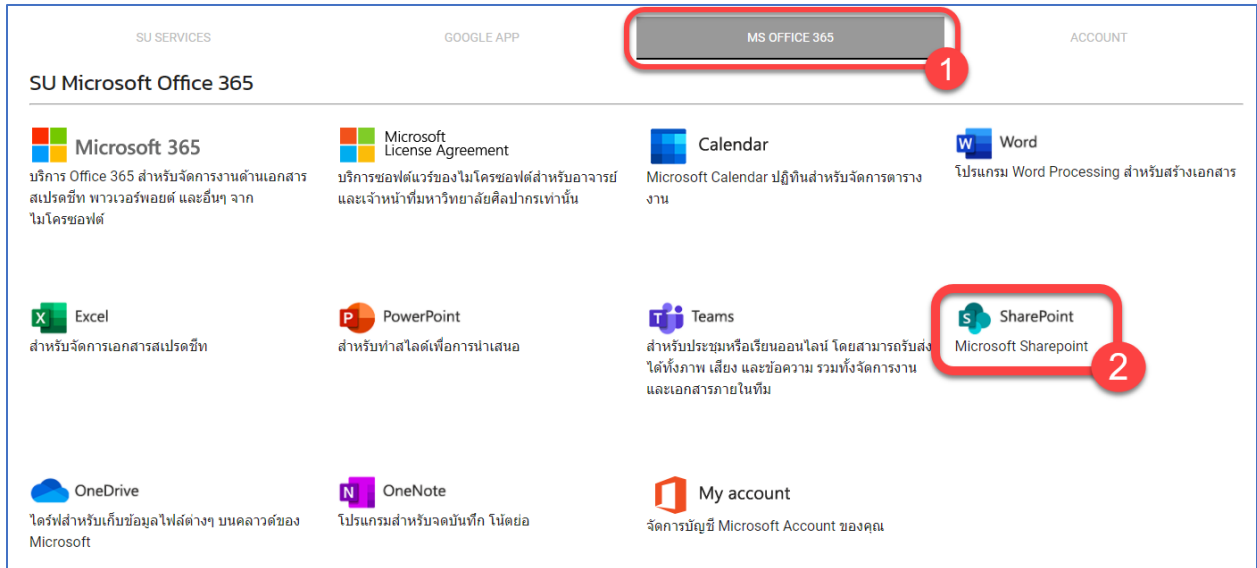 SU SERVICES
GOOGLE APP
MS OFFICE 365
ACCOUNT
1
SU Microsoft Office 365
Microsoft 365
บริการ Office 365 สำหรับจัดการงานด้านเอกสาร
สเปรดชีท พาวเวอร์พอยต์ และอื่นๆ จาก
ไมโครซอฟต์
Microsoft
License Agreement
บริการซอฟต์แวร์ของไมโครซอฟต์สำหรับอาจารย์
และเจ้าหน้าที่มหาวิทยาลัยศิลปากรเท่านั้น
Calendar
Microsoft Calendar ปฏิทินสำหรับจัดการตาราง
งาน
W
Word
โปรแกรม Word Processing สำหรับสร้างเอกสาร
X
Excel
สำหรับจัดการเอกสารสเปรดชีท
P
PowerPoint
สำหรับทำสไลด์เพื่อการนำเสนอ
T
Teams
สำหรับประชุมหรือเรียนออนไลน์ โดยสามารถรับส่ง
ได้ทั้งภาพ เสียง และข้อความ รวมทั้งจัดการงาน
และเอกสารภายในทีม
S
SharePoint
Microsoft Sharepoint
2
OneDrive
ไดร์ฟสำหรับเก็บข้อมูลไฟล์ต่างๆ บนคลาวด์ของ
Microsoft
N
OneNote
โปรแกรมสำหรับจดบันทึก โน้ตย่อ
My account
จัดการบัญชี Microsoft Account ของคุณ